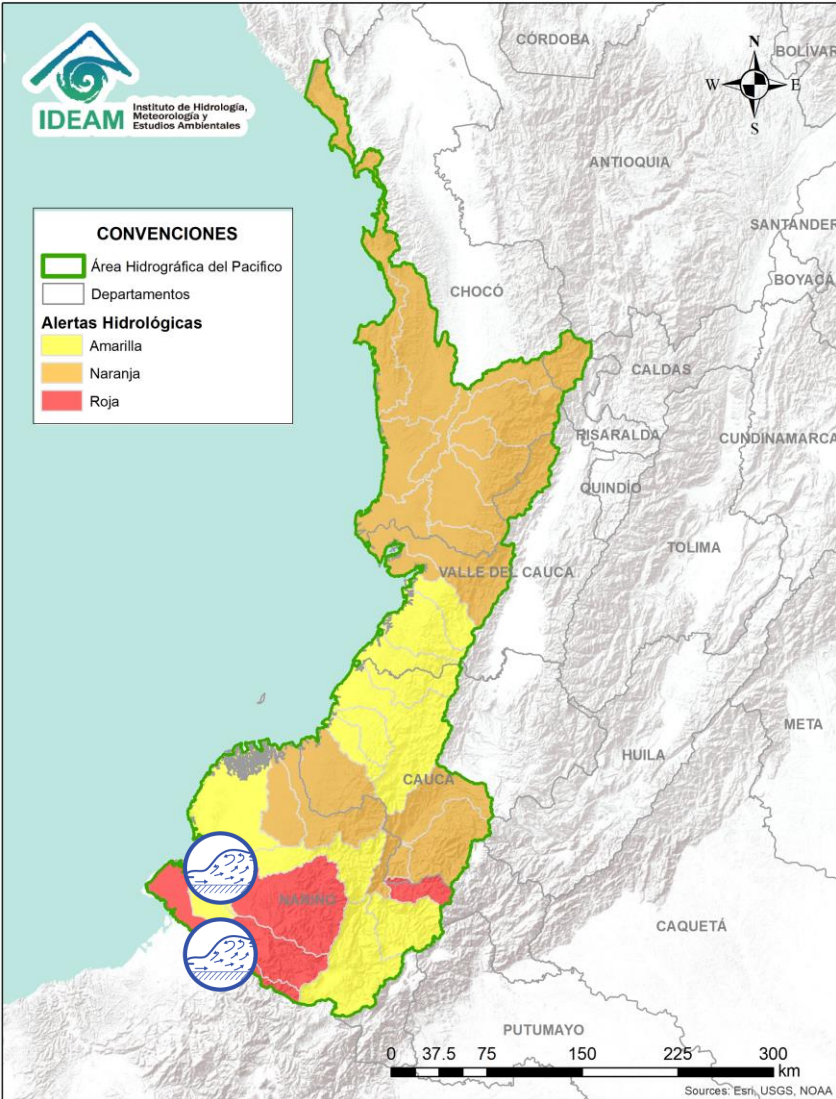 IDEAM
Instituto de Hidrología,
Meteorología y
Estudios Ambientales
CONVENCIONES
Área Hidrográfica del Pacifico
Departamentos
Alertas Hidrológicas
Amarilla
Naranja
Roja
N
W
E
S
CÓRDOBA
BOLÍVAR
ANTIOQUIA
SANTANDER
BOYACÁ
CHOCÓ
CALDAS
RISARALDA
CUNDINAMARCA
QUINDÍO
TOLIMA
VALLE DEL CAUCA
META
HUILA
CAUCA
NARIÑO
CAQUETÁ
PUTUMAYO
0 37.5 75 150 225 300
km
Sources: Esri, USGS, NOAA